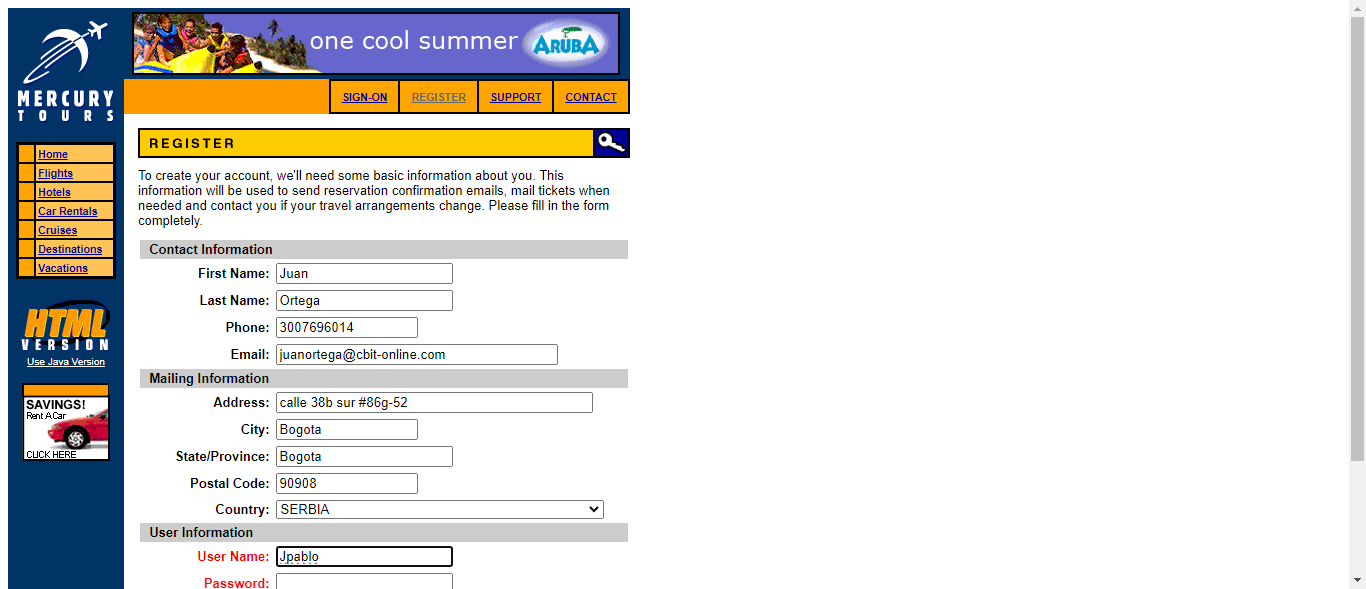 one cool summer ARUBA
MERCURY
TOURS
SIGN-ON REGISTER SUPPORT CONTACT
REGISTER
Home
Flights
Hotels
Car Rentals
Cruises
Destinations
Vacations
HTML
VERSION
Use Java Version
SAVINGS!
Rent A Car
CLICK HERE
To create your account, we'll need some basic information about you. This
information will be used to send reservation confirmation emails, mail tickets when
needed and contact you if your travel arrangements change. Please fill in the form
completely.
Contact Information
First Name: Juan
Last Name: Ortega
Phone: 3007696014
Email: juanortega@cbit-online.com
Mailing Information
Address: calle 38b sur #86g-52
City: Bogota
State/Province: Bogota
Postal Code: 90908
Country: SERBIA
User Information
User Name: Jpablo
Password: